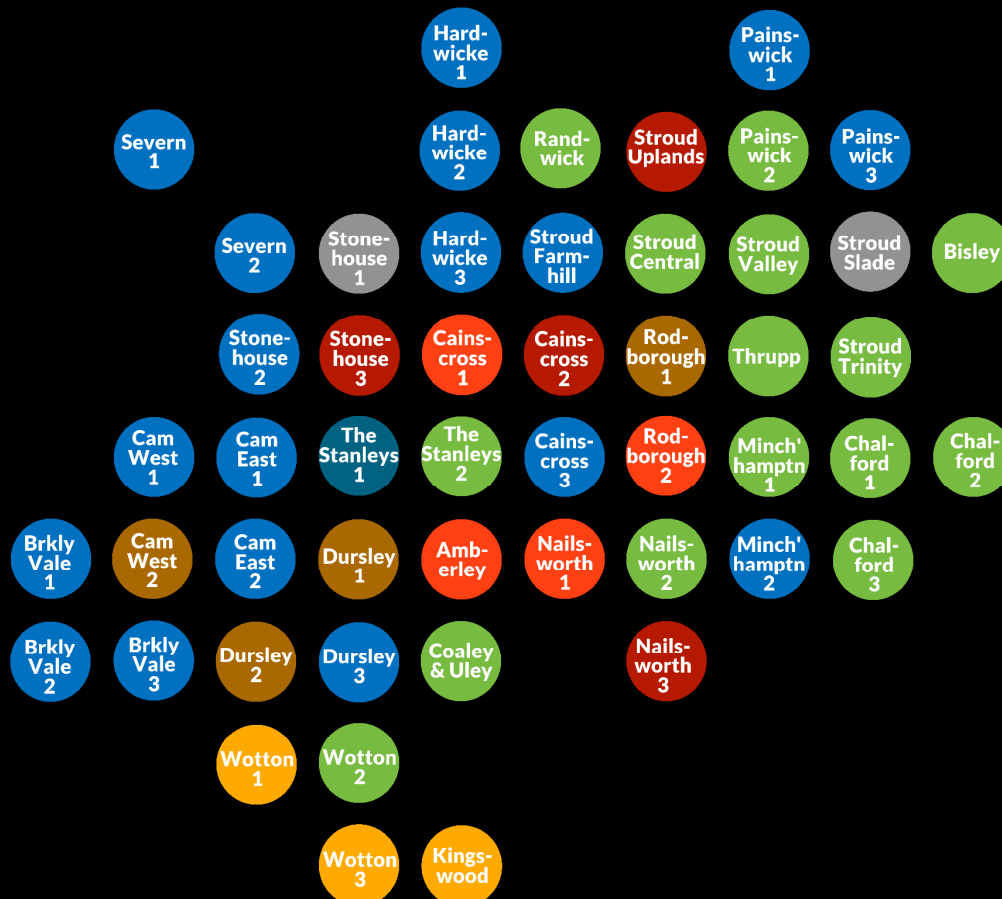 Hard-
wicke
1
Pains-
wick
1
Severn
1
Hard-
wicke
2
Rand-
wick
Stroud
Uplands
Pains-
wick
2
Pains-
wick
3
Severn
2
Stone-
house
1
Hard-
wicke
3
Stroud
Farm-
hill
Stroud
Central
Stroud
Valley
Stroud
Slade
Bisley
Stone-
house
2
Stone-
house
3
Cains-
cross
1
Cains-
cross
2
Rod-
borough
1
Thrupp
Stroud
Trinity
Cam
West
1
Cam
East
1
The
Stanleys
1
The
Stanleys
2
Cains-
cross
3
Rod-
borough
2
Minch'
hamptn
1
Chal-
ford
1
Chal-
ford
2
Brkly
Vale
1
Cam
West
2
Cam
East
2
Dursley
1
Amb-
erley
Nails-
worth
1
Nails-
worth
2
Minch'
hamptn
2
Chal-
ford
3
Brkly
Vale
2
Brkly
Vale
3
Dursley
2
Dursley
3
Coaley
& Uley
Nails-
worth
3
Wotton
1
Wotton
2
Wotton
3
Kings-
wood